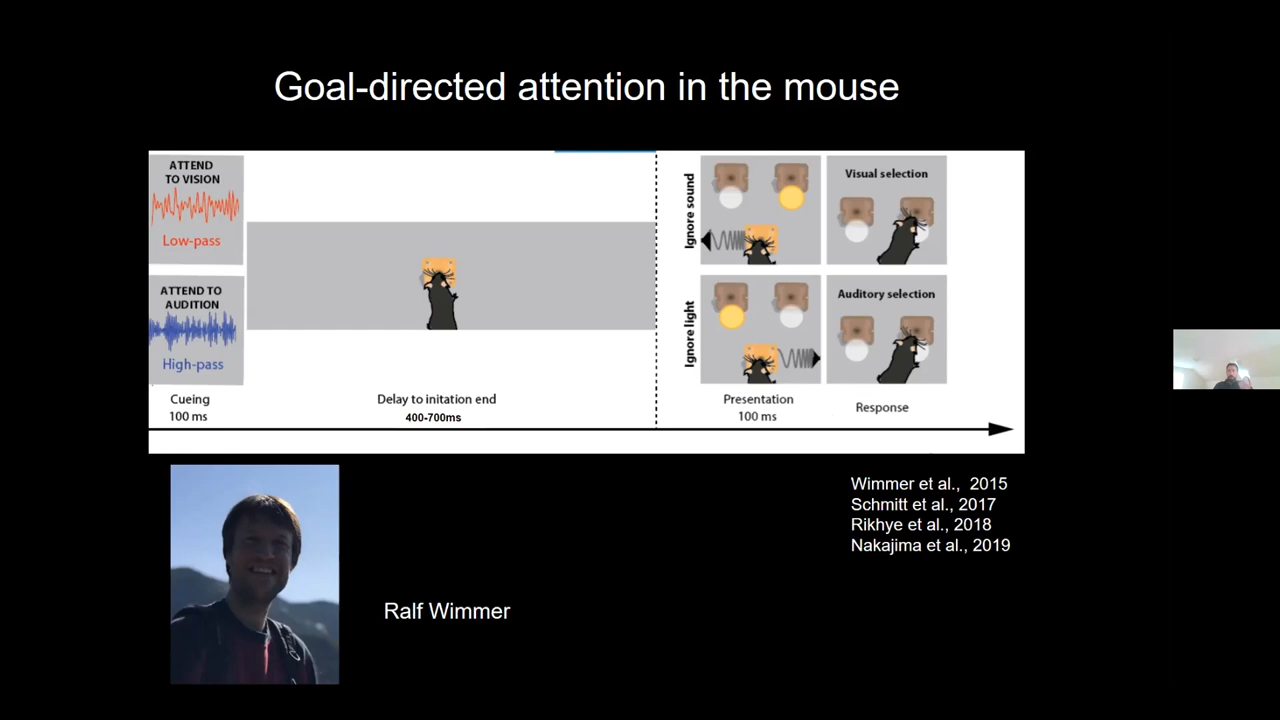 Goal-directed attention in the mouse
ATTEND
TO VISION
Low-pass
ATTEND TO
AUDITION
High-pass
Cueing
100 ms
Delay to initation end
400-700ms
Ignore sound
Ignore light
Presentation
100 ms
Visual selection
Auditory selection
Response
Wimmer et al., 2015
Schmitt et al., 2017
Rikhye et al., 2018
Nakajima et al., 2019
Ralf Wimmer